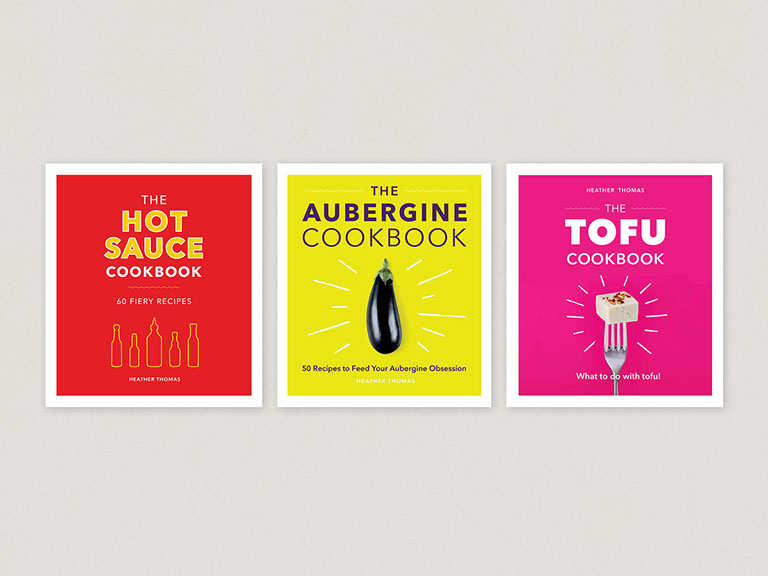 THE
HOT
SAUCE
COOKBOOK
60 FIERY RECIPES
HEATHER THOMAS
THE
AUBERGINE
COOKBOOK
50 Recipes to Feed Your Aubergine Obsession
HEATHER THOMAS
HEATHER THOMAS
THE
TOFU
COOKBOOK
What to do with tofu!